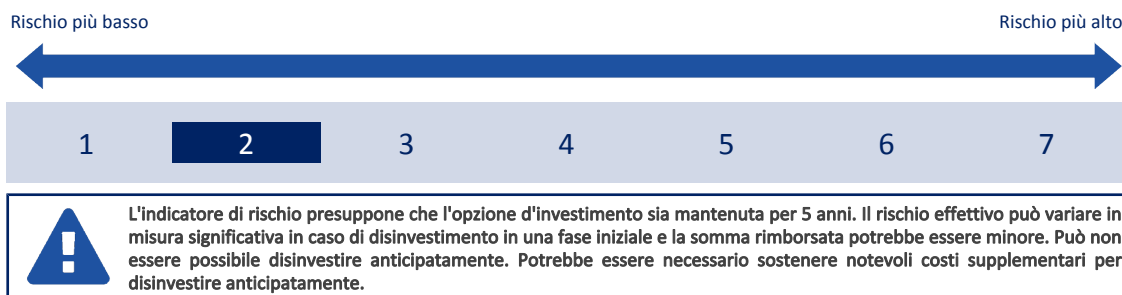 Rischio più basso Rischio più alto
1 2 3 4 5 6 7
L'indicatore di rischio presuppone che l'opzione d'investimento sia mantenuta per 5 anni. Il rischio effettivo può variare in
misura significativa in caso di disinvestimento in una fase iniziale e la somma rimborsata potrebbe essere minore. Può non
essere possibile disinvestire anticipatamente. Potrebbe essere necessario sostenere notevoli costi supplementari per
disinvestire anticipatamente.